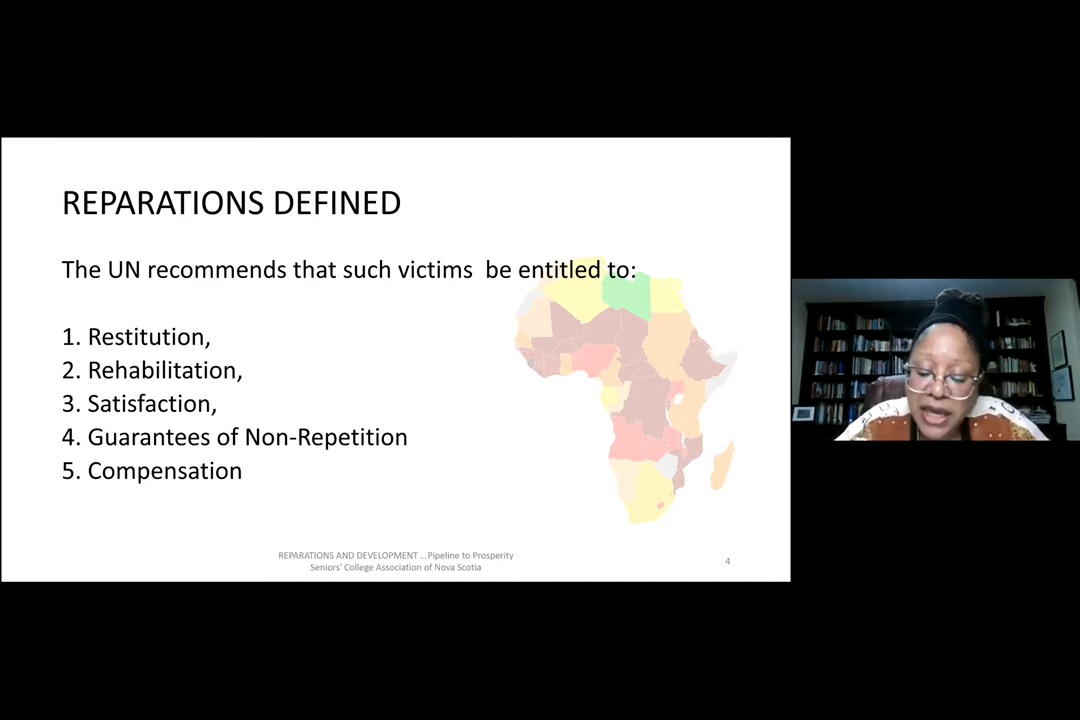 REPARATIONS DEFINED
The UN recommends that such victims  be entitled to:
1. Restitution,
2. Rehabilitation,
3. Satisfaction,
4. Guarantees of Non-Repetition
5. Compensation
REPARATIONS AND DEVELOPMENT ...Pipeline to Prosperity
Seniors' College Association of Nova Scotia
4